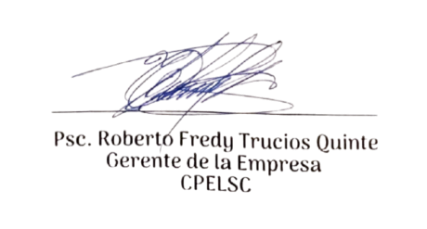 Psc. Roberto Fredy Trucios Quinte
Gerente de la Empresa
CPELSC